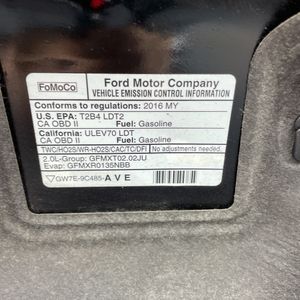 FoMoCo
Ford Motor Company
VEHICLE EMISSION CONTROL INFORMATION
Conforms to regulations: 2016 MY
U.S. EPA: T2B4 LDT2
CA OBD II Fuel: Gasoline
California: ULEV70 LDT
CA OBD II Fuel: Gasoline
TWC/HO2S/WR-HO2S/CAC/TC/DFI No adjustments needed.
2.0L-Group: GFMXT02.02JU
Evap: GFMXR0135NBB
GW7E-9C485-AVE